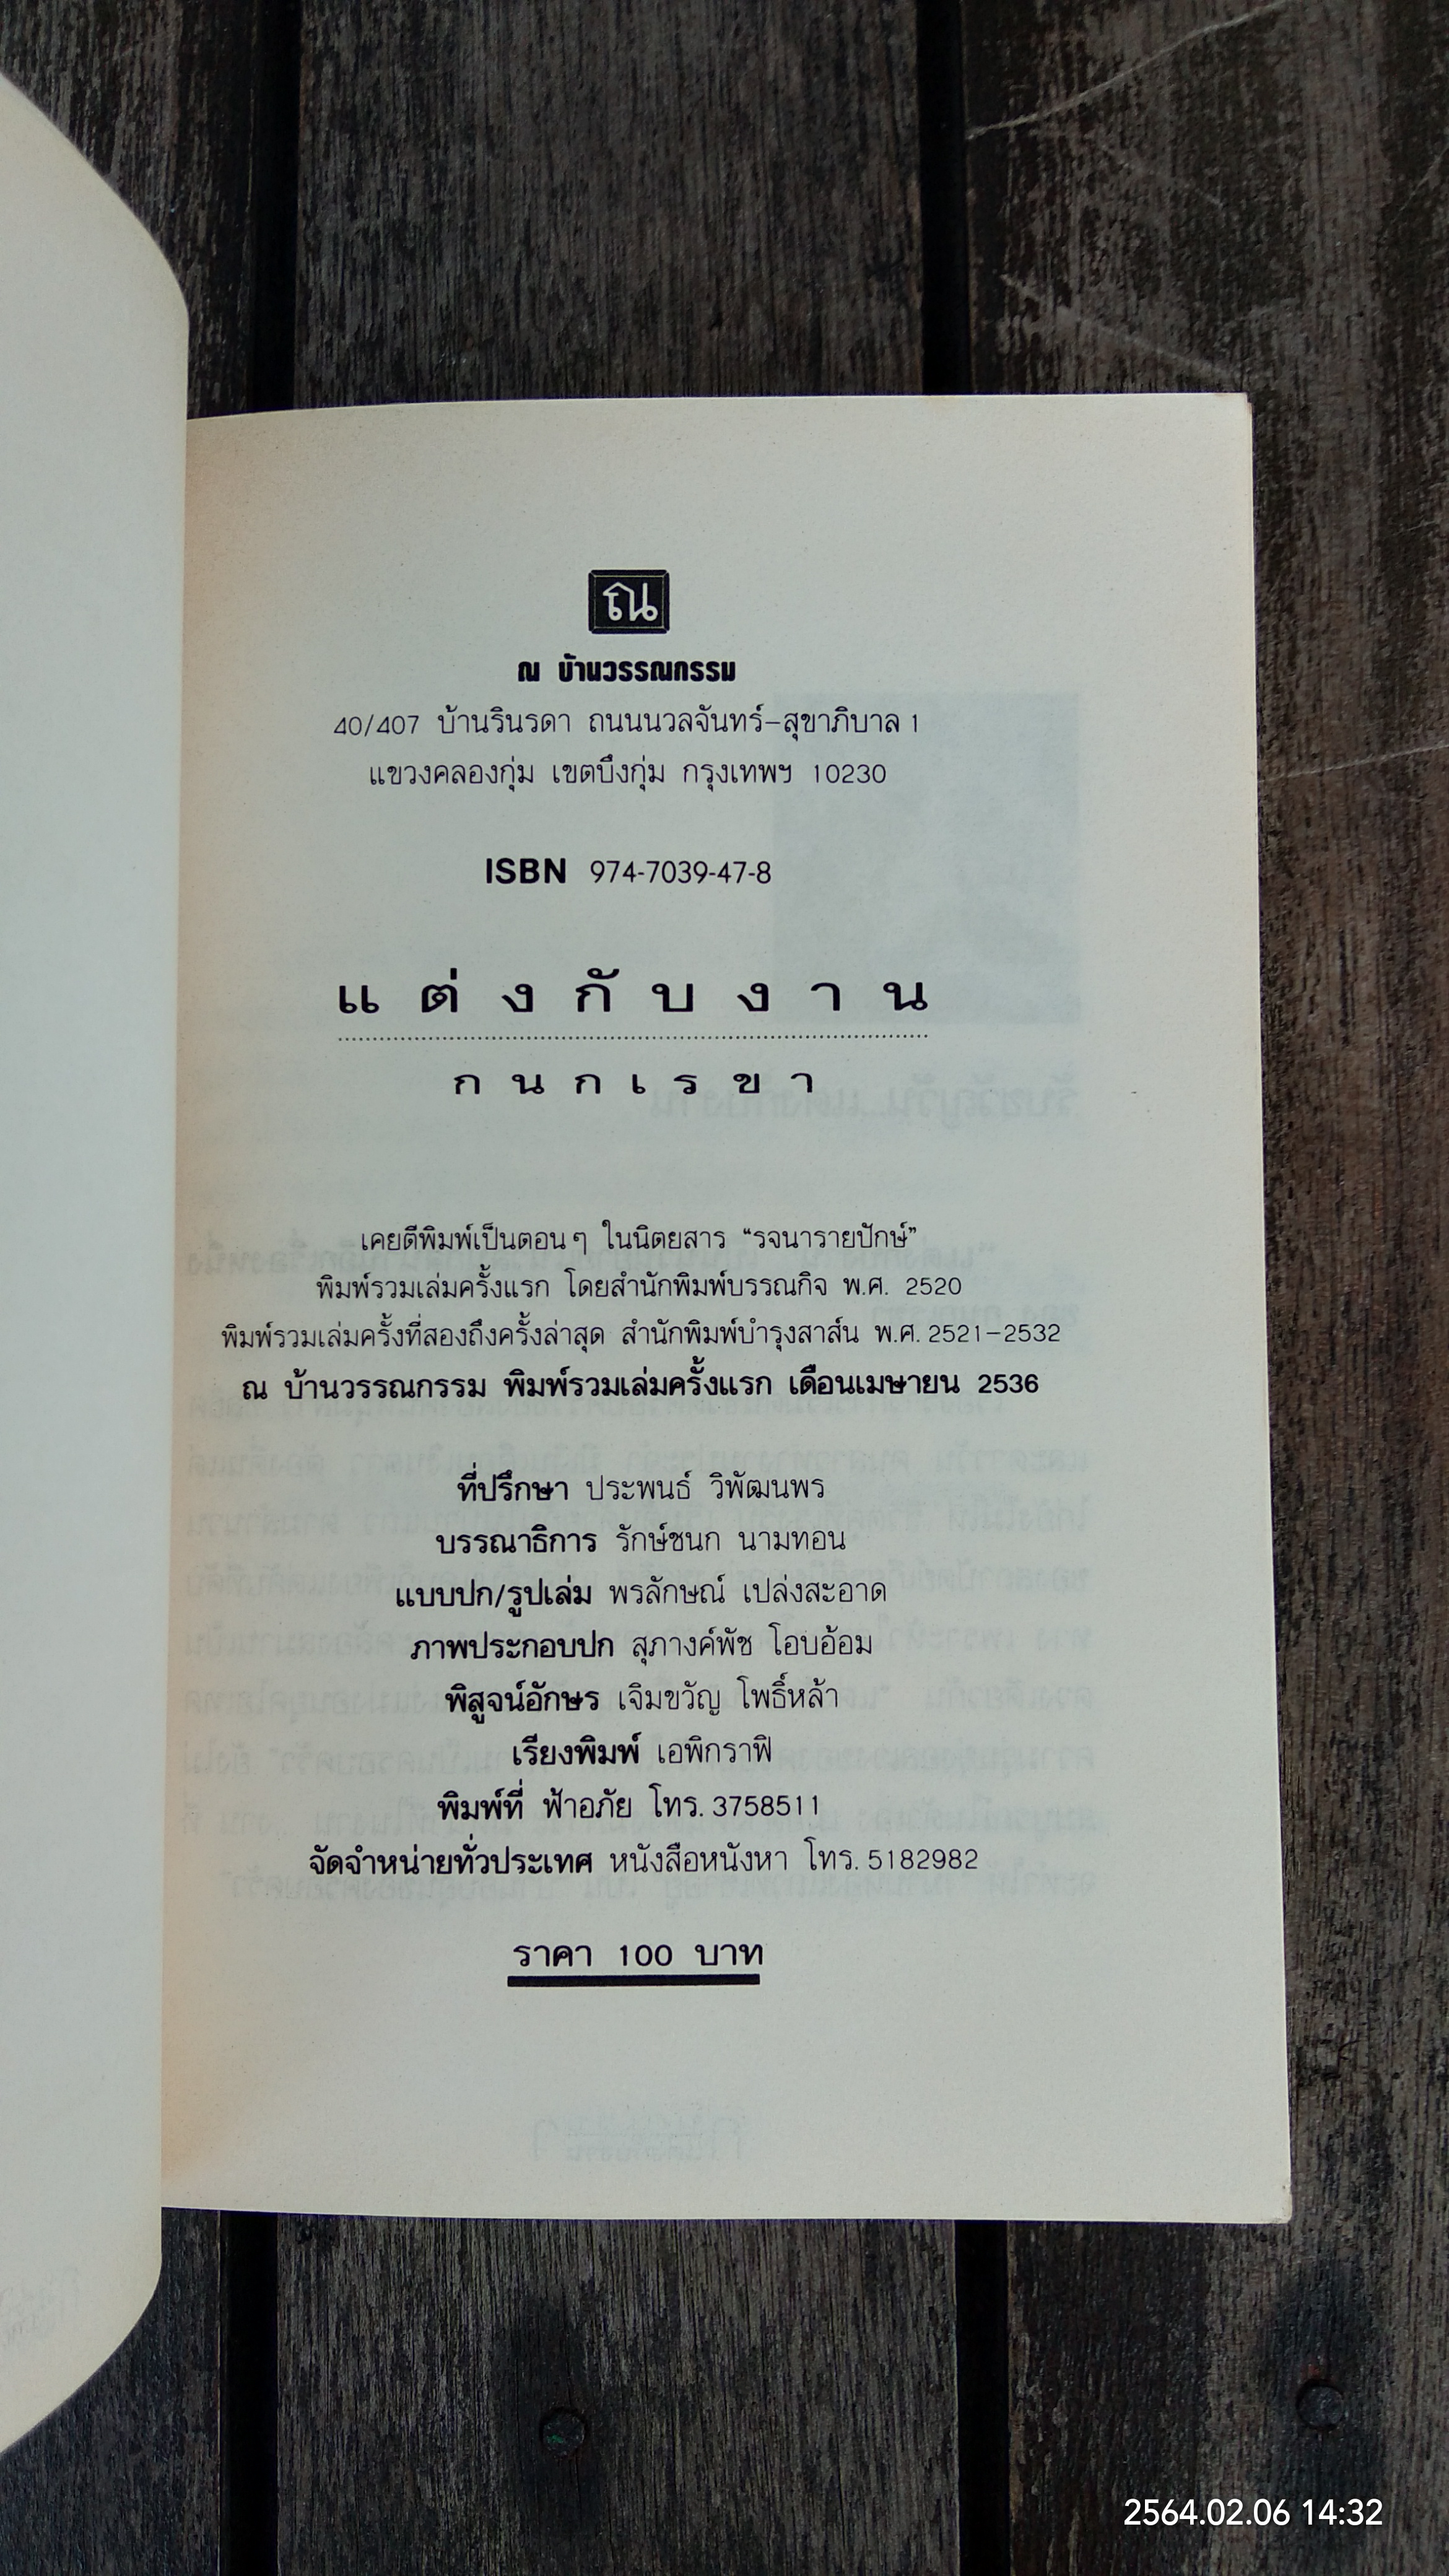 ณ
ณ บ้านวรรณกรรม
40/407 บ้านรินรดา ถนนนวลจันทร์-สุขาภิบาล 1
แขวงคลองกุ่ม เขตบึงกุ่ม กรุงเทพฯ 10230
ISBN 974-7039-47-8
แต่งกับงาน
กนกเรขา
เคยตีพิมพ์เป็นตอนๆ ในนิตยสาร “รจนารายปักษ์”
พิมพ์รวมเล่มครั้งแรก โดยสำนักพิมพ์บรรณกิจ พ.ศ. 2520
พิมพ์รวมเล่มครั้งที่สองถึงครั้งล่าสุด สำนักพิมพ์บำรุงสาส์น พ.ศ. 2521-2532
ณ บ้านวรรณกรรม พิมพ์รวมเล่มครั้งแรก เดือนเมษายน 2536
ที่ปรึกษา ประพนธ์ วิพัฒนพร
บรรณาธิการ รักษ์ชนก นามทอน
แบบปก/รูปเล่ม พรลักษณ์ เปล่งสะอาด
ภาพประกอบปก สุภางค์พัช โอบอ้อม
พิสูจน์อักษร เจิมขวัญ โพธิ์หล้า
เรียงพิมพ์ เอพิกราฟิ
พิมพ์ที่ ฟ้าอภัย โทร. 3758511
จัดจำหน่ายทั่วประเทศ หนังสือหนังหา โทร. 5182982
ราคา 100 บาท
2564.02.06 14:32